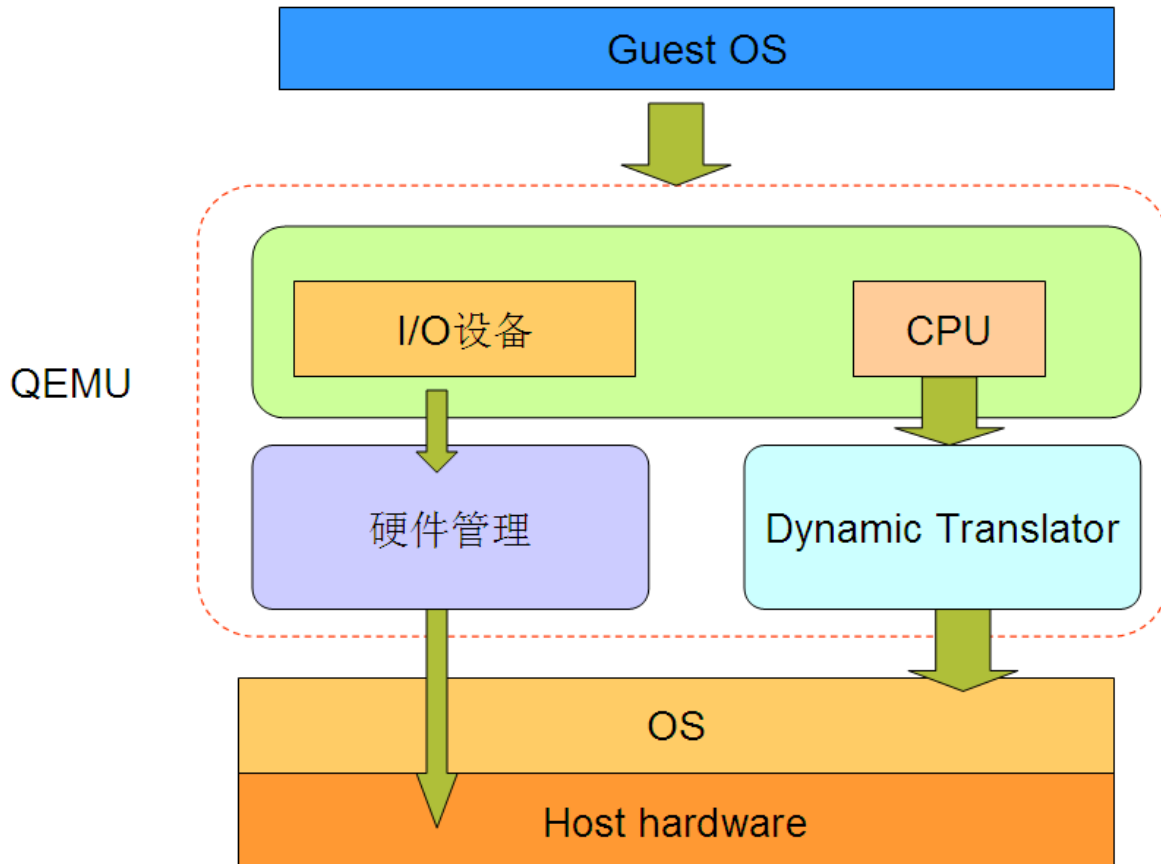 Guest OS
I/O设备
CPU
QEMU
硬件管理
Dynamic Translator
OS
Host hardware